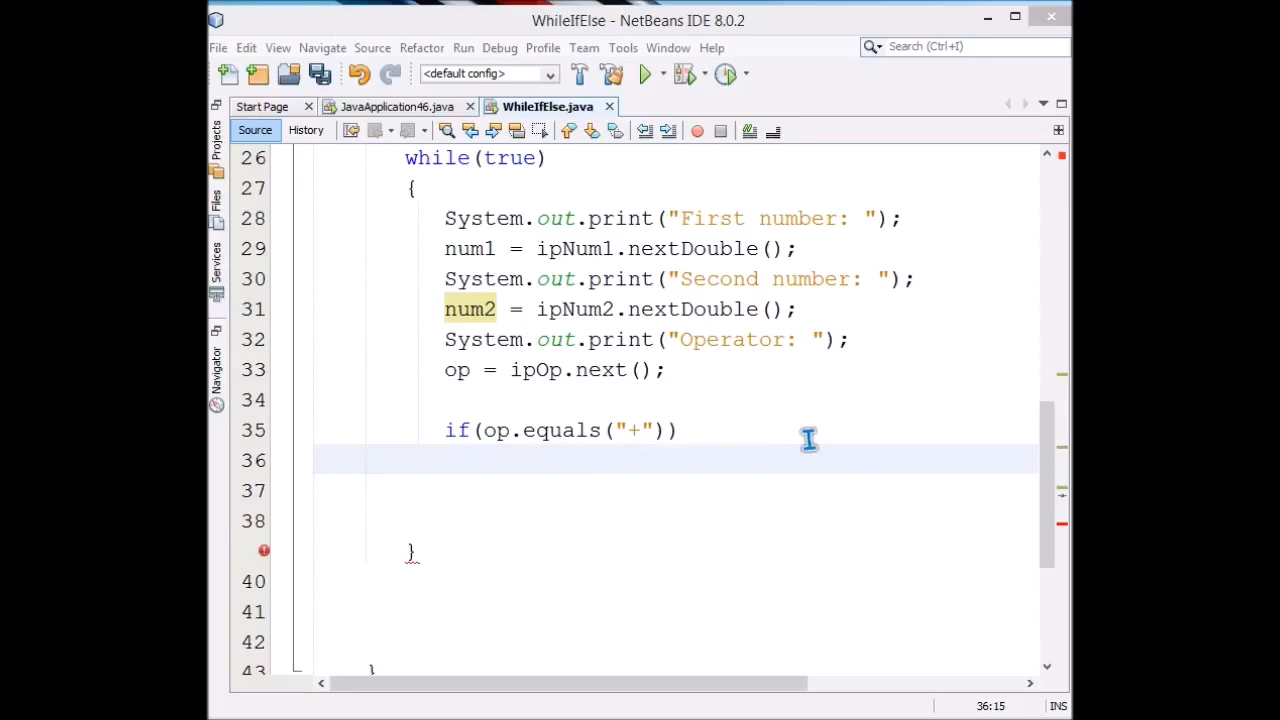 WhileIfElse - NetBeans IDE 8.0.2
File Edit View Navigate Source Refactor Run Debug Profile Team Tools Window Help
Search (Ctrl+I)
<default config>
Start Page JavaApplication46.java WhileIfElse.java
Source History
Projects
Files
Services
Navigator
26 while(true)
27 {
28 System.out.print("First number: ");
29 num1 = ipNum1.nextDouble();
30 System.out.print("Second number: ");
31 num2 = ipNum2.nextDouble();
32 System.out.print("Operator: ");
33 op = ipOp.next();
34
35 if(op.equals("+"))
36
37
38
}
40
41
42
43 }
36:15 INS